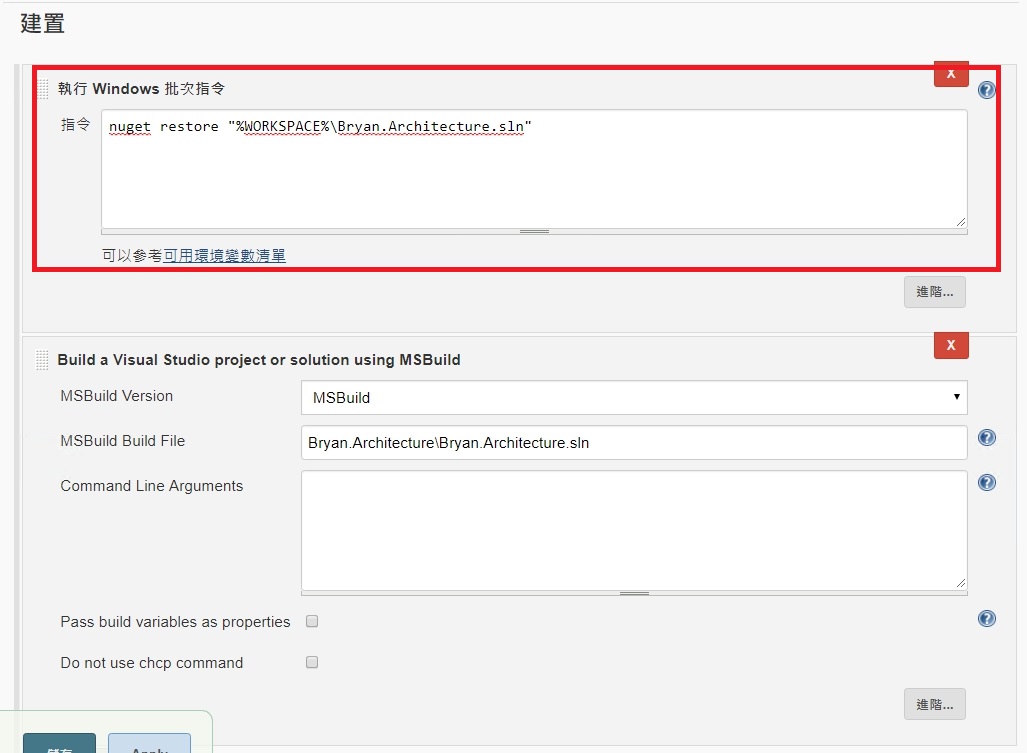 建置
X
執行 Windows 批次指令
指令
nuget restore "%WORKSPACE%\Bryan.Architecture.sln"
可以參考可用環境變數清單
進階...
X
Build a Visual Studio project or solution using MSBuild
MSBuild Version
MSBuild
MSBuild Build File
Bryan.Architecture\Bryan.Architecture.sln
Command Line Arguments
Pass build variables as properties
Do not use chcp command
進階...
儲存
Apply